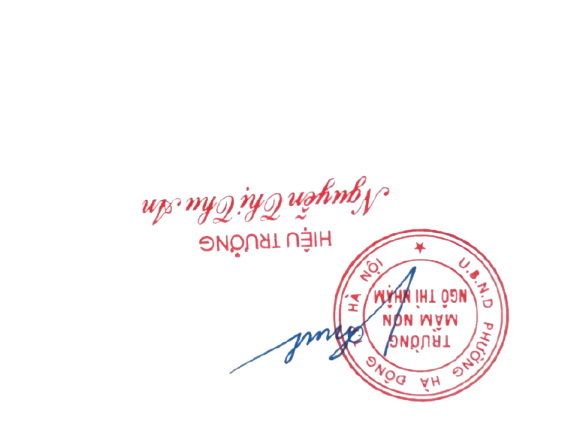 U.B.N.D PHƯỜNG HÀ ĐÔNG
HÀ NỘI
TRƯỜNG
MẦM NON
NGÔ THÌ NHẬM
HIỆU TRƯỞNG
Nguyễn Thị Thu An